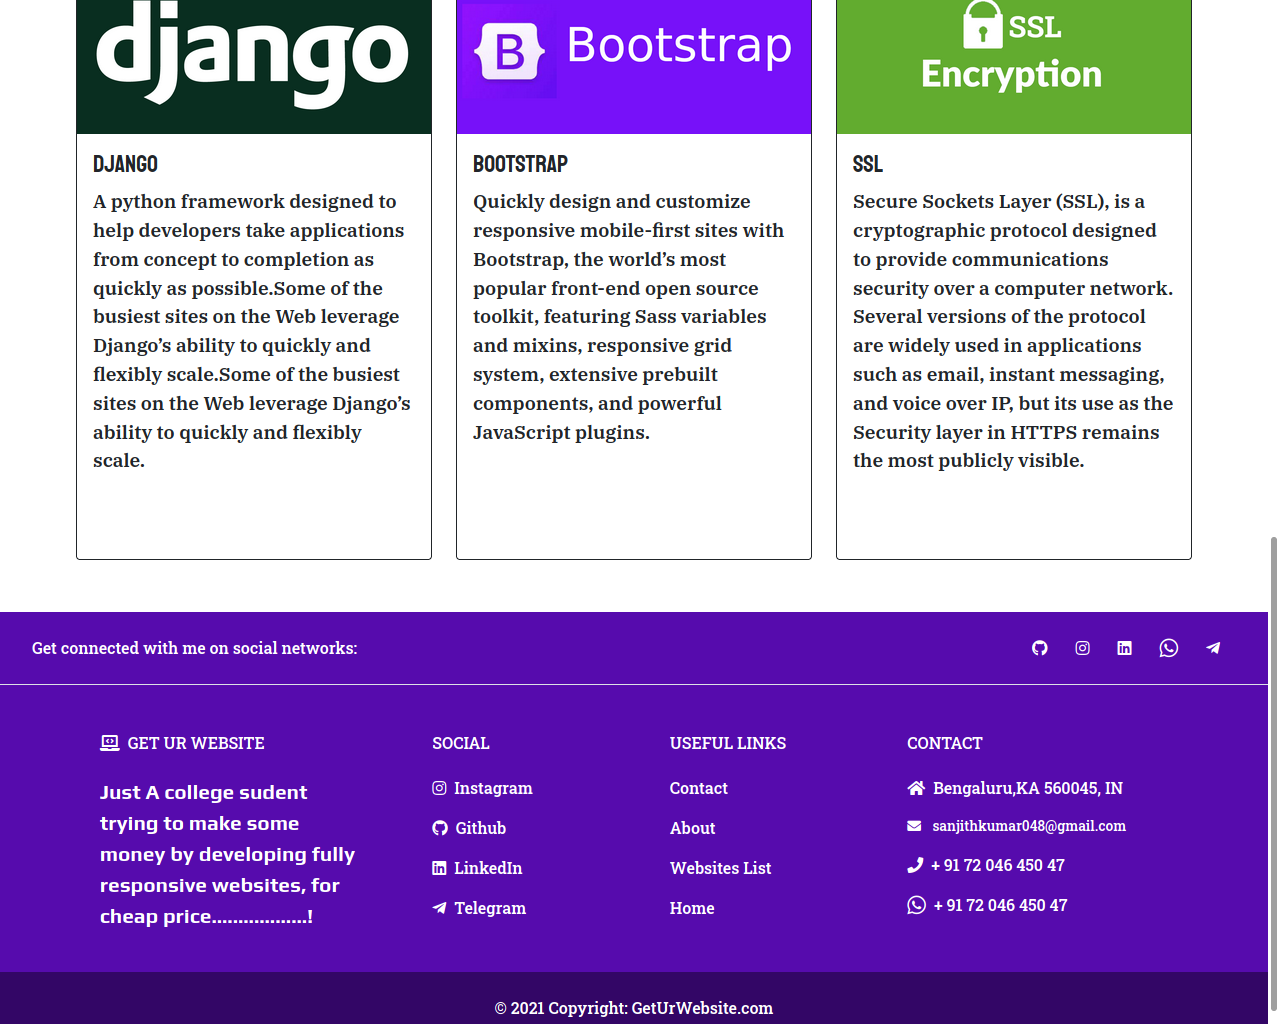 django
B Bootstrap
SSL
Encryption
DJANGO
A python framework designed to
help developers take applications
from concept to completion as
quickly as possible.Some of the
busiest sites on the Web leverage
Django’s ability to quickly and
flexibly scale.Some of the busiest
sites on the Web leverage Django’s
ability to quickly and flexibly
scale.
BOOTSTRAP
Quickly design and customize
responsive mobile-first sites with
Bootstrap, the world’s most
popular front-end open source
toolkit, featuring Sass variables
and mixins, responsive grid
system, extensive prebuilt
components, and powerful
JavaScript plugins.
SSL
Secure Sockets Layer (SSL), is a
cryptographic protocol designed
to provide communications
security over a computer network.
Several versions of the protocol
are widely used in applications
such as email, instant messaging,
and voice over IP, but its use as the
Security layer in HTTPS remains
the most publicly visible.
Get connected with me on social networks:
GET UR WEBSITE
Just A college sudent
trying to make some
money by developing fully
responsive websites, for
cheap price..................!
SOCIAL
Instagram
Github
LinkedIn
Telegram
USEFUL LINKS
Contact
About
Websites List
Home
CONTACT
Bengaluru,KA 560045, IN
sanjithkumar048@gmail.com
+ 91 72 046 450 47
+ 91 72 046 450 47
© 2021 Copyright: GetUrWebsite.com